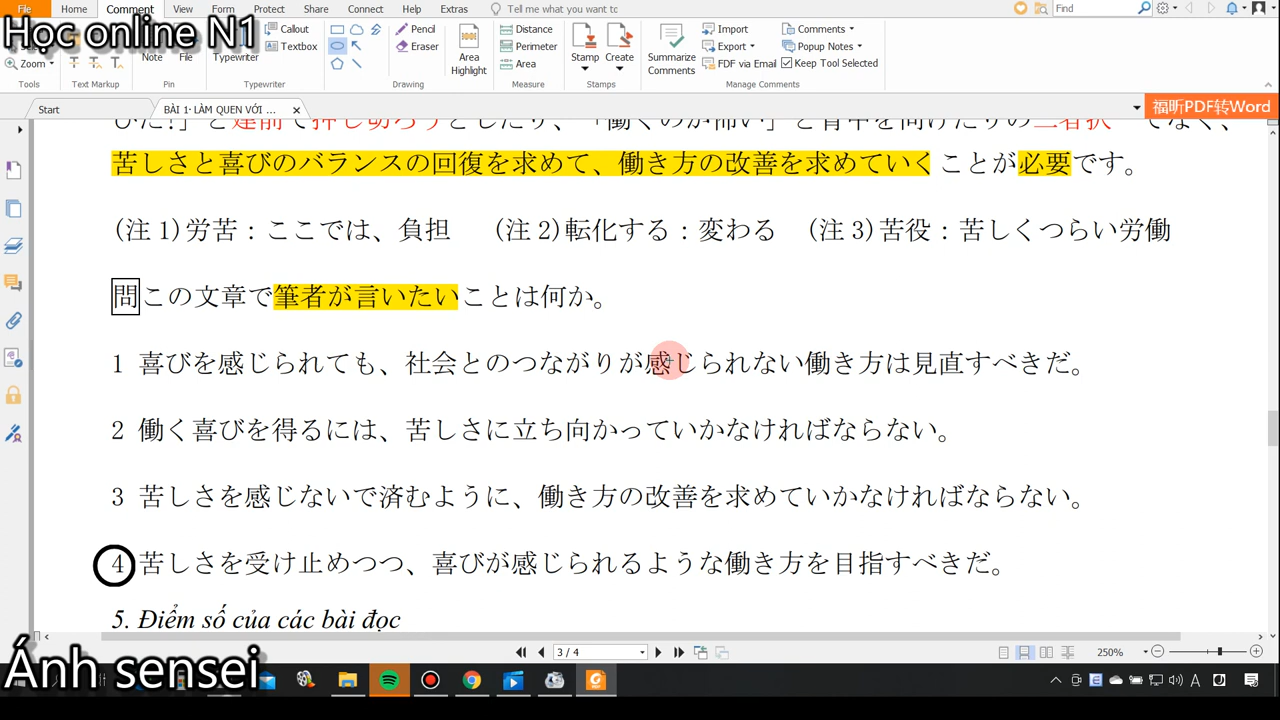 File Home Comment View Form Protect Share Connect Help Extras Tell me what you want to Find
Học online N1
Callout Pencil Distance Import Comments
Textbox Eraser Perimeter Export Popup Notes
Zoom Typewriter Note File Typewriter Area Highlight Area Stamp Create Summarize Comments FDF via Email Keep Tool Selected
Tools Text Markup Pin Typewriter Drawing Measure Stamps Manage Comments
Start BÀI 1· LÀM QUEN VỚI ... 福昕PDF转Word
苦しさと喜びのバランスの回復を求めて、働き方の改善を求めていくことが必要です。
(注1)労苦：ここでは、負担 (注2)転化する：変わる (注3)苦役：苦しくつらい労働
問この文章で筆者が言いたいことは何か。
1 喜びを感じられても、社会とのつながりが感じられない働き方は見直すべきだ。
2 働く喜びを得るには、苦しさに立ち向かっていかなければならない。
3 苦しさを感じないで済むように、働き方の改善を求めていかなければならない。
4 苦しさを受け止めつつ、喜びが感じられるような働き方を目指すべきだ。
5. Điểm số của các bài đọc
3 / 4 250%
Ánh sensei